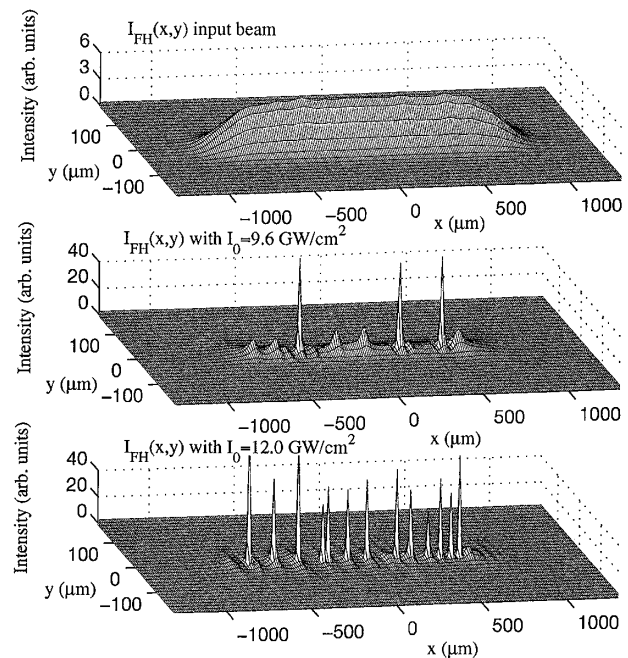 I_FH(x,y) input beam
Intensity (arb. units)
6
3
0
100
0
−100
y (μm)
−1000
−500
0
500
1000
x (μm)
I_FH(x,y) with I_0=9.6 GW/cm^2
Intensity (arb. units)
40
20
0
100
0
−100
y (μm)
−1000
−500
0
500
1000
x (μm)
I_FH(x,y) with I_0=12.0 GW/cm^2
Intensity (arb. units)
40
20
0
100
0
−100
y (μm)
−1000
−500
0
500
1000
x (μm)